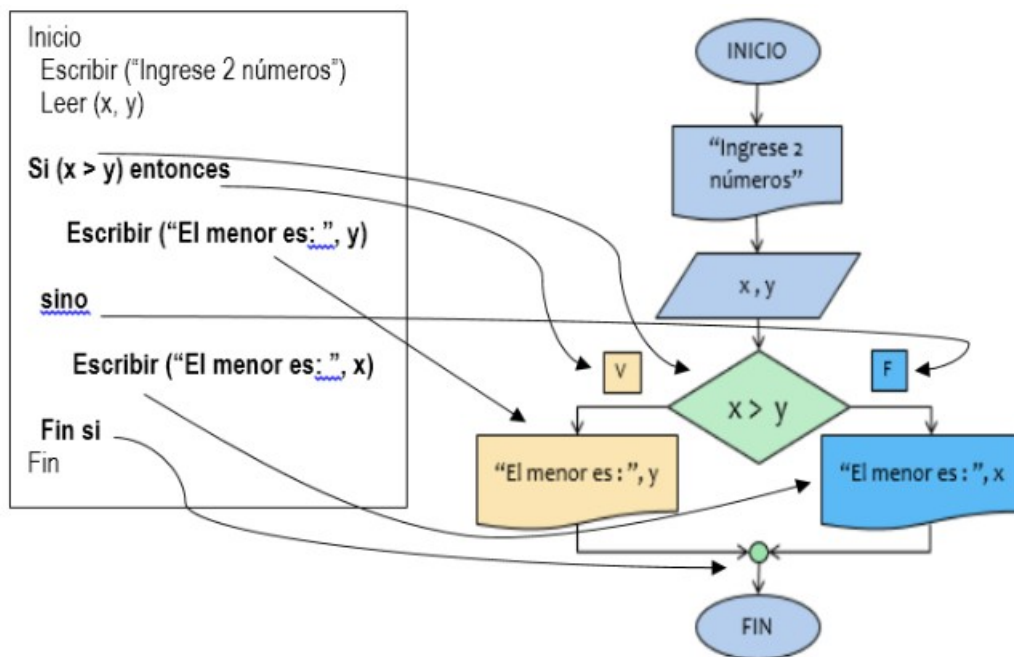 Inicio
Escribir (“Ingrese 2 números”)
Leer (x, y)
Si (x > y) entonces
Escribir (“El menor es: ”, y)
sino
Escribir (“El menor es: ”, x)
Fin si
Fin
INICIO
“Ingrese 2
números”
x , y
V
F
x > y
“El menor es : ”, y
“El menor es : ”, x
FIN